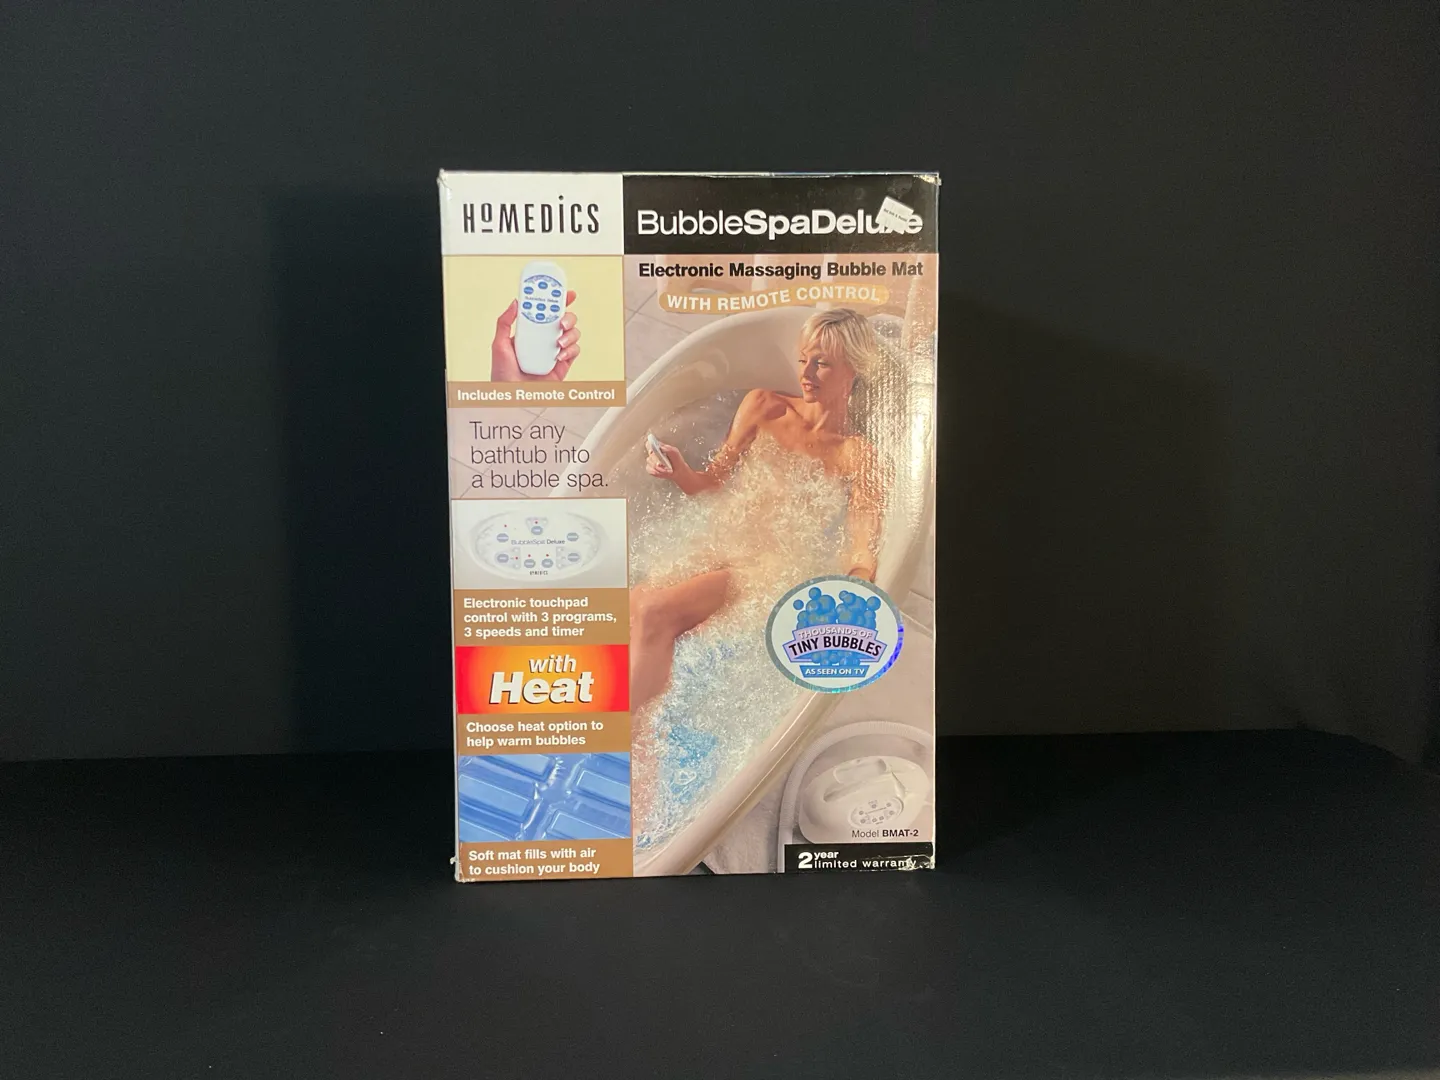 HoMEDiCS
BubbleSpaDeluxe
Electronic Massaging Bubble Mat
WITH REMOTE CONTROL
Includes Remote Control
Turns any
bathtub into
a bubble spa.
BubbleSpa Deluxe
HoMEDiCS
Electronic touchpad
control with 3 programs,
3 speeds and timer
with
Heat
Choose heat option to
help warm bubbles
Soft mat fills with air
to cushion your body
THOUSANDS OF
TINY BUBBLES
AS SEEN ON TV
Model BMAT-2
2 year
limited warranty